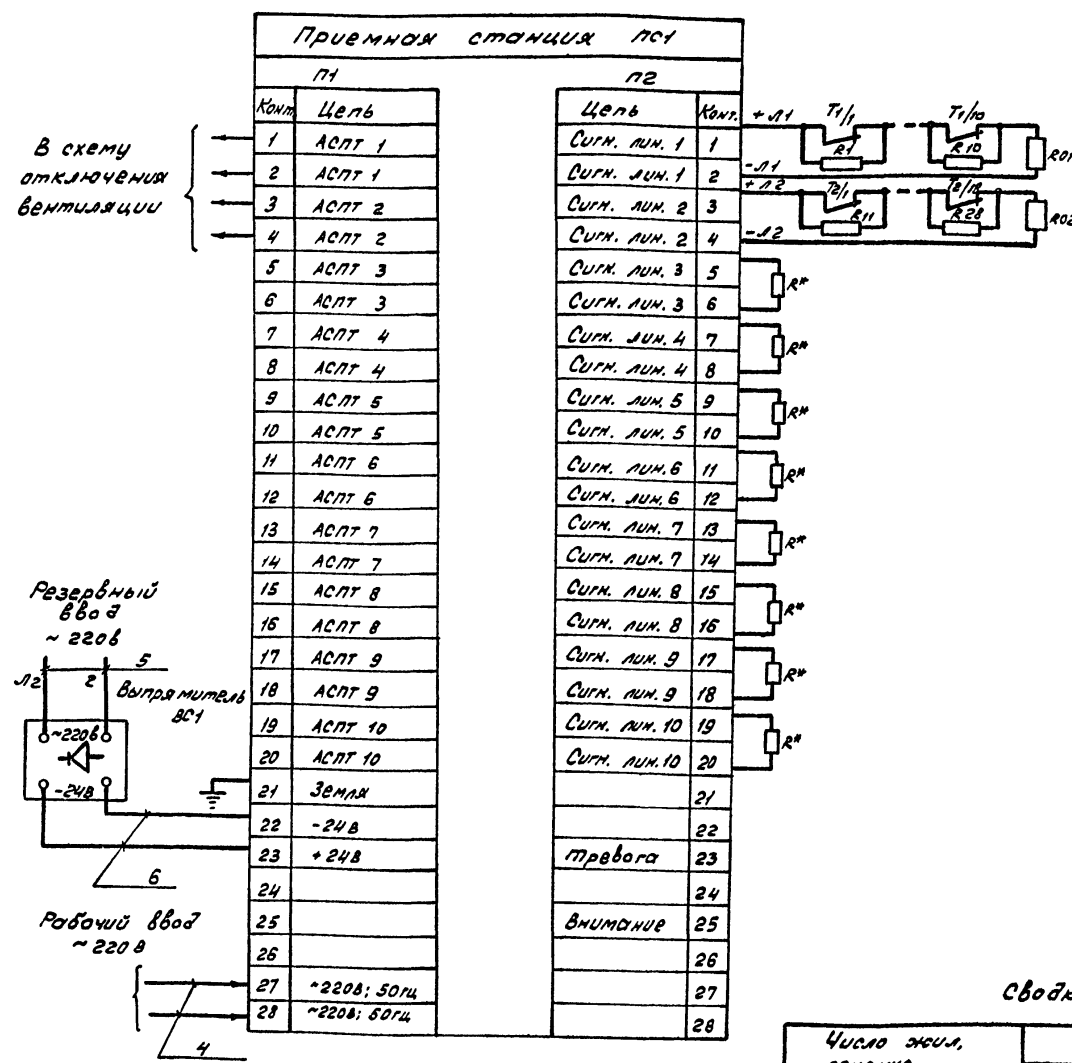 Приемная станция ПС1
П1
П2
Конт. Цепь
Цепь Конт.
1 АСПТ 1
2 АСПТ 1
3 АСПТ 2
4 АСПТ 2
5 АСПТ 3
6 АСПТ 3
7 АСПТ 4
8 АСПТ 4
9 АСПТ 5
10 АСПТ 5
11 АСПТ 6
12 АСПТ 6
13 АСПТ 7
14 АСПТ 7
15 АСПТ 8
16 АСПТ 8
17 АСПТ 9
18 АСПТ 9
19 АСПТ 10
20 АСПТ 10
21 Земля
22 -24В
23 +24В
24
25
26
27 ~220В; 50гц
28 ~220В; 50гц
Сигн. лин. 1 1
Сигн. лин. 1 2
Сигн. лин. 2 3
Сигн. лин. 2 4
Сигн. лин. 3 5
Сигн. лин. 3 6
Сигн. лин. 4 7
Сигн. лин. 4 8
Сигн. лин. 5 9
Сигн. лин. 5 10
Сигн. лин. 6 11
Сигн. лин. 6 12
Сигн. лин. 7 13
Сигн. лин. 7 14
Сигн. лин. 8 15
Сигн. лин. 8 16
Сигн. лин. 9 17
Сигн. лин. 9 18
Сигн. лин. 10 19
Сигн. лин. 10 20
21
22
Тревога 23
24
Внимание 25
26
27
28
В схему
отключения
вентиляции
Резервный
ввод
~ 220в
Л2 2 5
Выпрямитель
ВС1
~220в
-24В
6
Рабочий ввод
~ 220 в
4
+ Л1 Т1/1 Т1/10
R1 R10 R01
-Л1
+ Л2 Т2/1 Т2/18
R11 R28 R02
-Л2
R*
R*
R*
R*
R*
R*
R*
R*
Число жил,